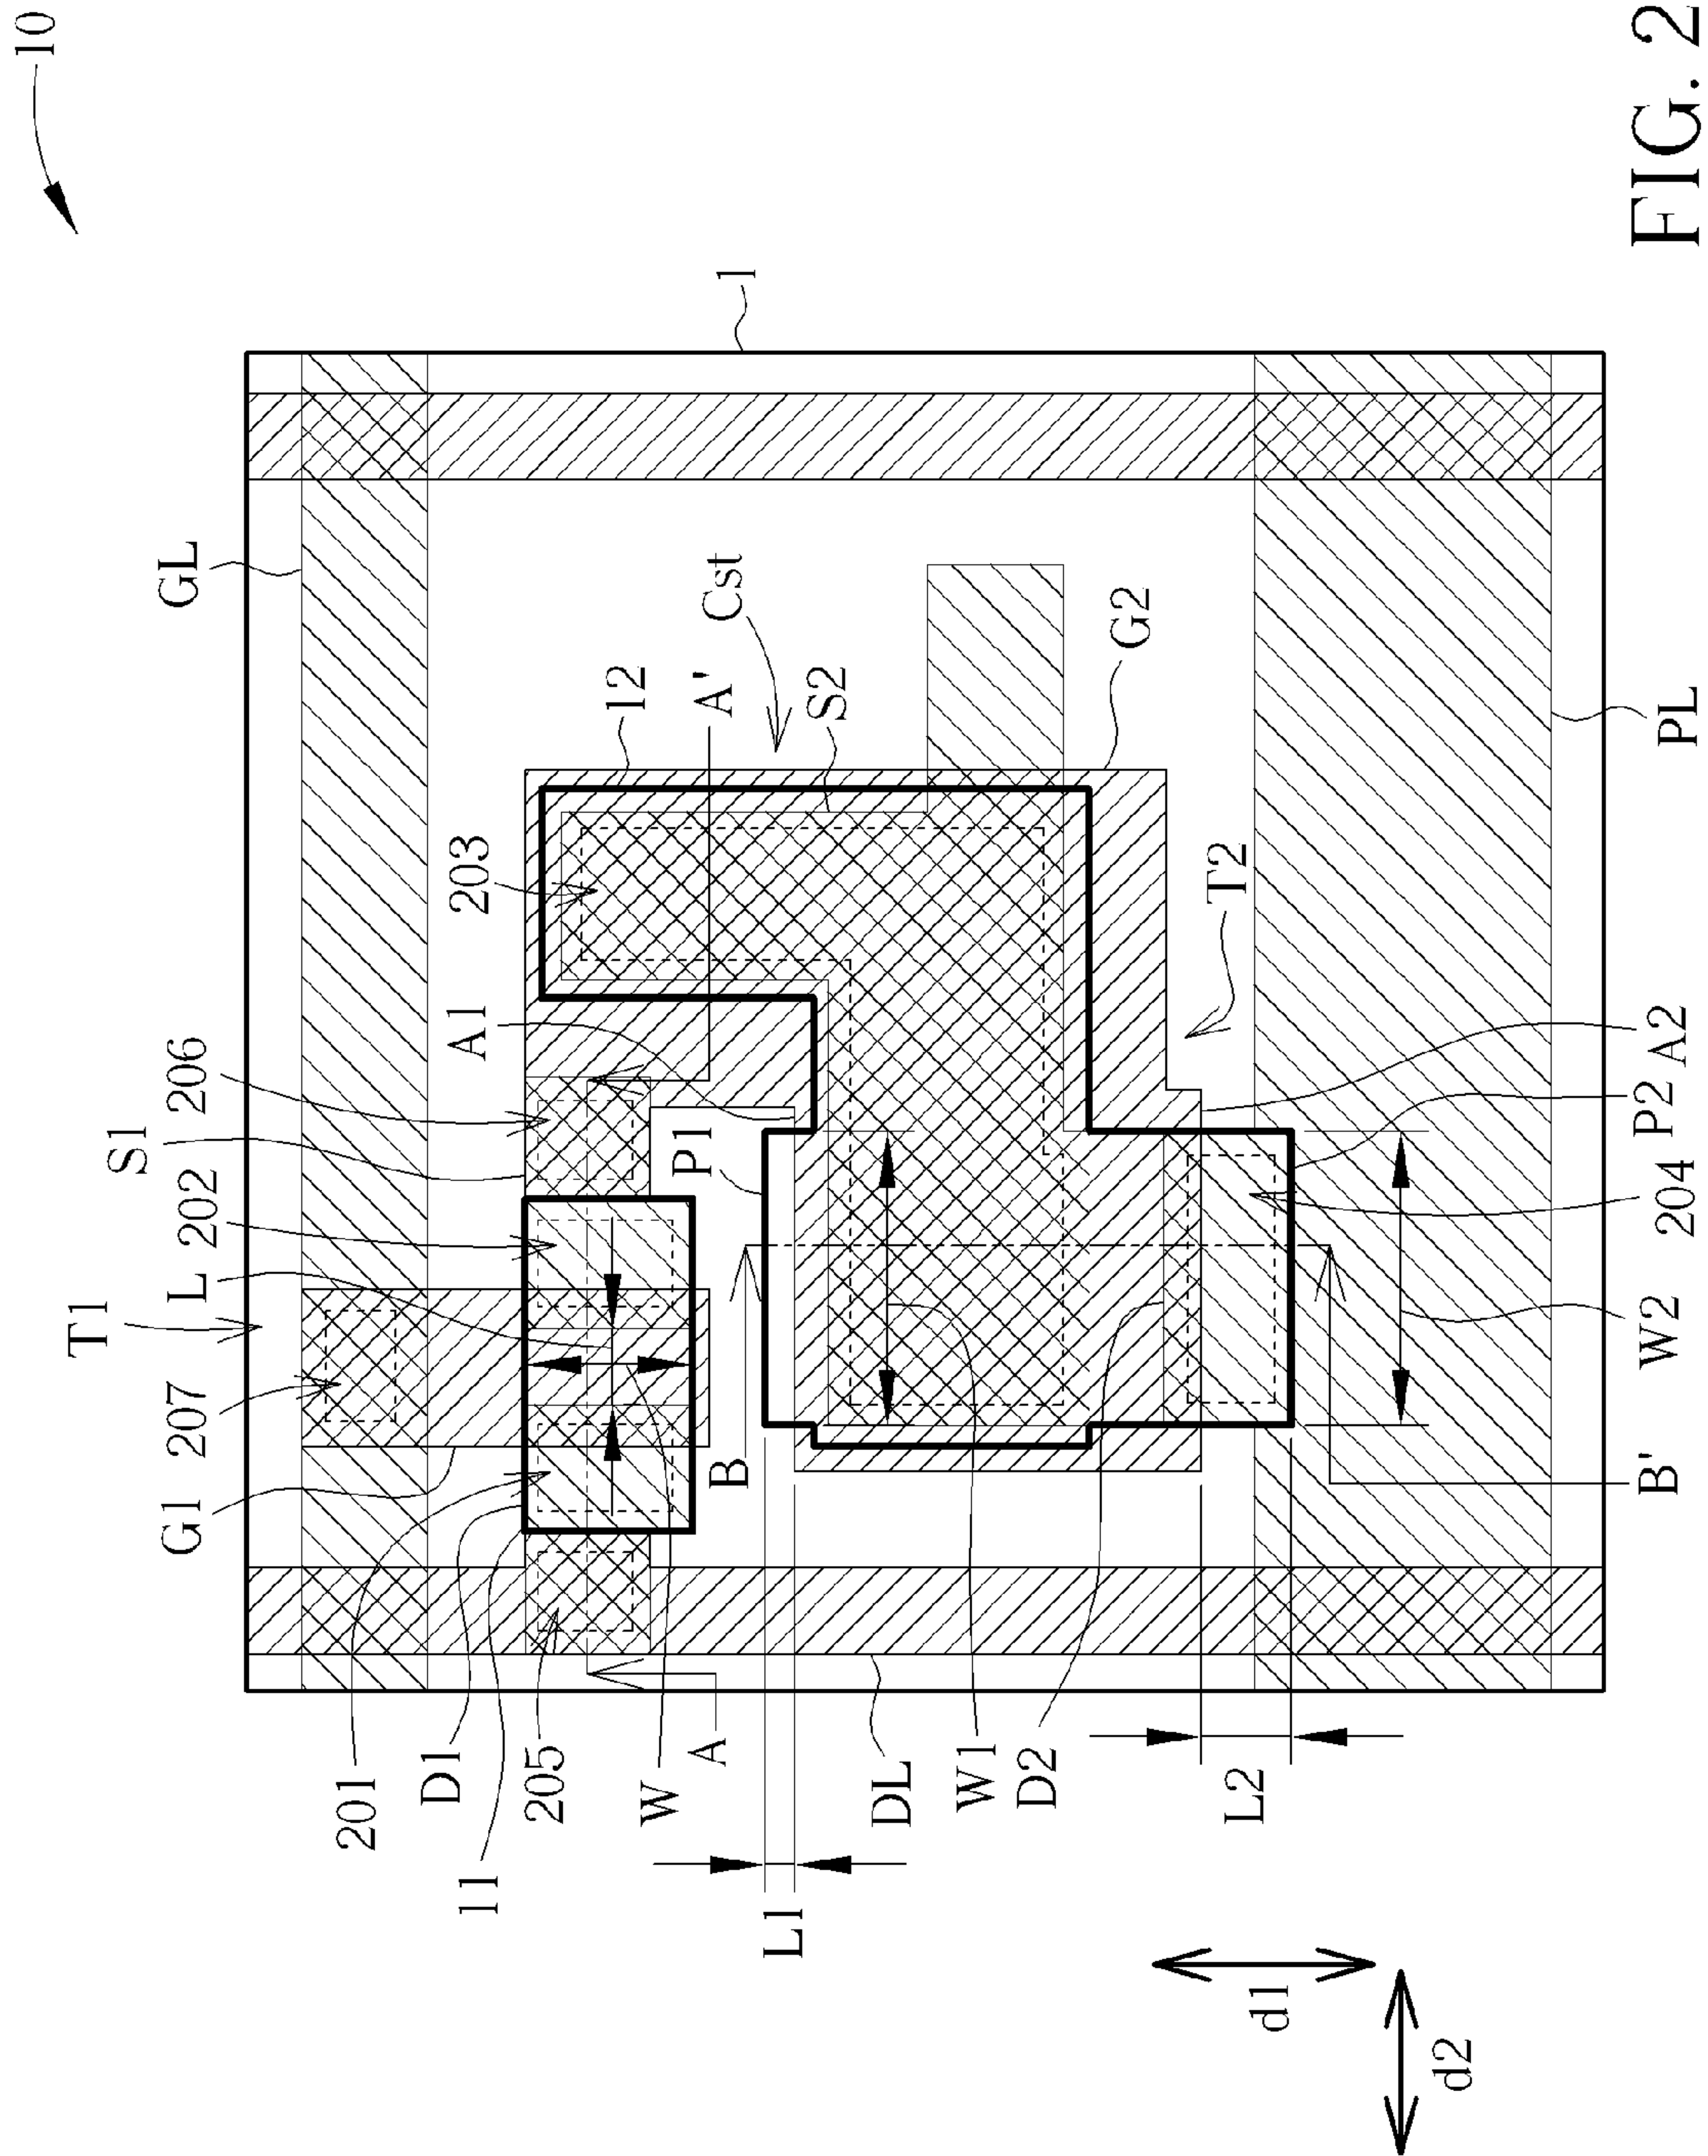 10
FIG. 2
1
GL
Cst
G2
12
A'
S2
PL
203
T2
A1
206
S1
202
P1
A2
P2
204
L
T1
207
G1
B
W2
B'
201
D1
11
205
W
A
DL
W1
D2
L2
L1
d1
d2